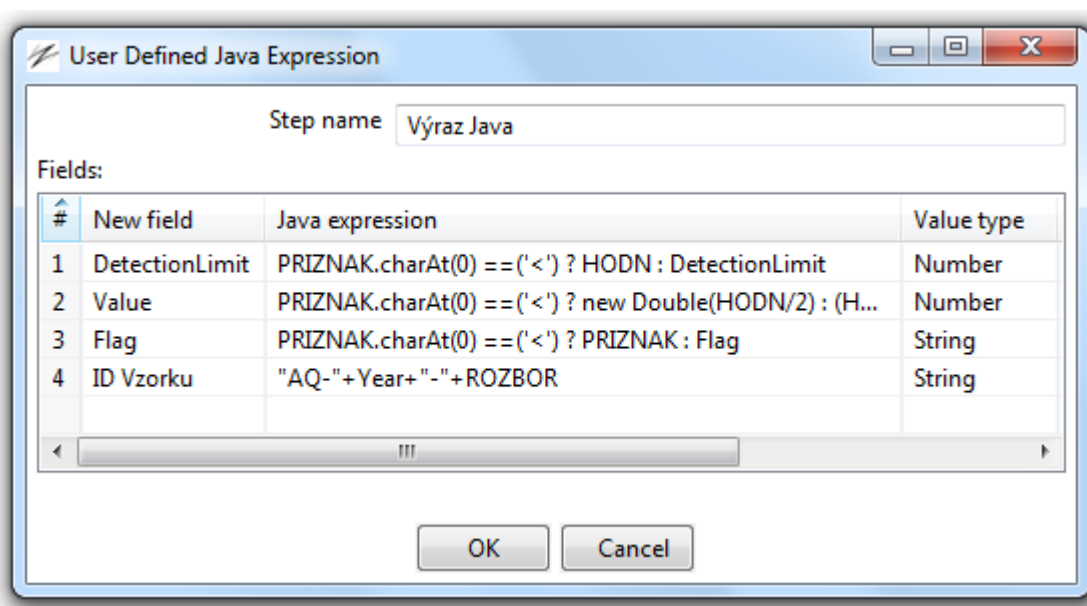 User Defined Java Expression
Step name Výraz Java
Fields:
# New field Java expression Value type
1 DetectionLimit PRIZNAK.charAt(0) ==('<') ? HODN : DetectionLimit Number
2 Value PRIZNAK.charAt(0) ==('<') ? new Double(HODN/2) : (H... Number
3 Flag PRIZNAK.charAt(0) ==('<') ? PRIZNAK : Flag String
4 ID Vzorku "AQ-"+Year+"-"+ROZBOR String
OK Cancel